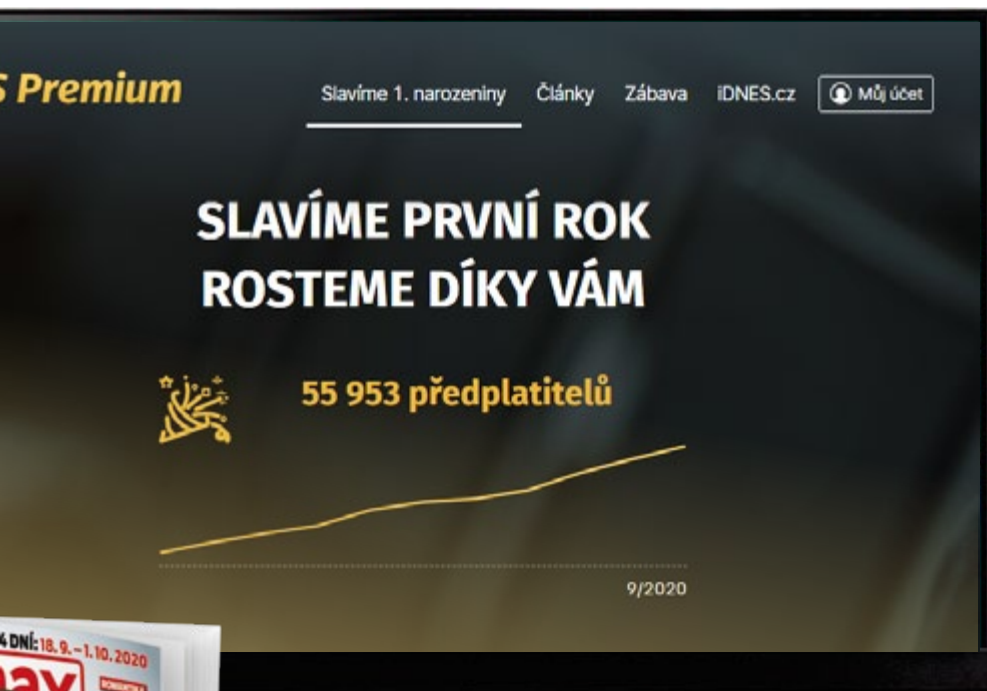 S Premium
Slavíme 1. narozeniny Články Zábava iDNES.cz Můj účet
SLAVÍME PRVNÍ ROK
ROSTEME DÍKY VÁM
55 953 předplatitelů
9/2020
4 DNÍ: 18. 9. – 1. 10. 2020
max